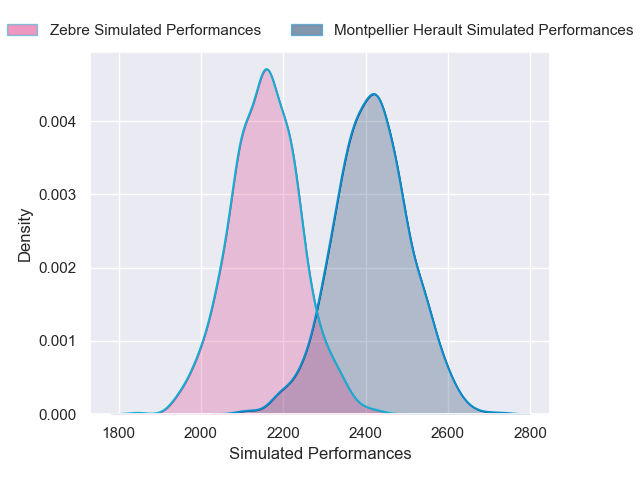 Zebre Simulated Performances Montpellier Herault Simulated Performances
0.004
0.003
0.002
0.001
0.000
Density
1800 2000 2200 2400 2600 2800
Simulated Performances